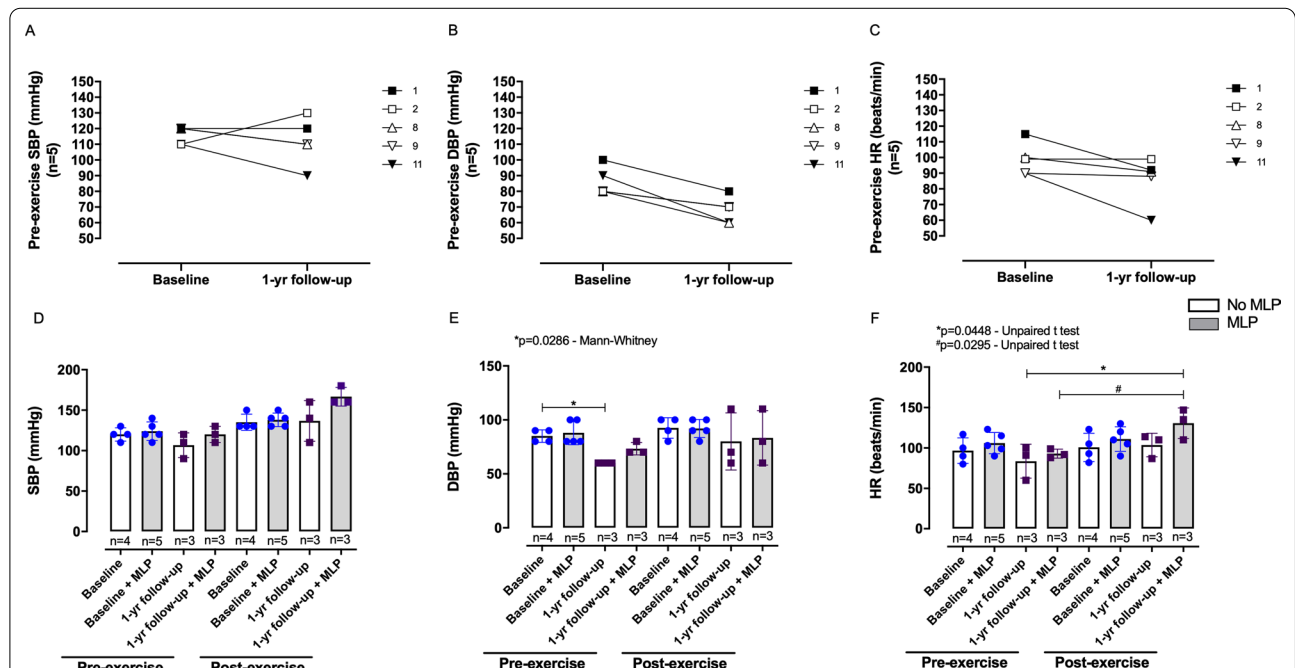 A
Pre-exercise SBP (mmHg)
(n=5)
150
140
130
120
110
100
90
80
70
60
50
Baseline
1-yr follow-up
1
2
8
9
11
B
Pre-exercise DBP (mmHg)
(n=5)
150
140
130
120
110
100
90
80
70
60
50
Baseline
1-yr follow-up
1
2
8
9
11
C
Pre-exercise HR (beats/min)
(n=5)
150
140
130
120
110
100
90
80
70
60
50
Baseline
1-yr follow-up
1
2
8
9
11
No MLP
MLP
D
SBP (mmHg)
200
150
100
50
0
n=4
n=5
n=3
n=3
n=4
n=5
n=3
n=3
Baseline
Baseline + MLP
1-yr follow-up
1-yr follow-up + MLP
Baseline
Baseline + MLP
1-yr follow-up
1-yr follow-up + MLP
Pre-exercise
Post-exercise
E
*p=0.0286 - Mann-Whitney
DBP (mmHg)
150
100
50
0
*
n=4
n=5
n=3
n=3
n=4
n=5
n=3
n=3
Baseline
Baseline + MLP
1-yr follow-up
1-yr follow-up + MLP
Baseline
Baseline + MLP
1-yr follow-up
1-yr follow-up + MLP
Pre-exercise
Post-exercise
F
*p=0.0448 - Unpaired t test
#p=0.0295 - Unpaired t test
HR (beats/min)
200
150
100
50
0
*
#
n=4
n=5
n=3
n=3
n=4
n=5
n=3
n=3
Baseline
Baseline + MLP
1-yr follow-up
1-yr follow-up + MLP
Baseline
Baseline + MLP
1-yr follow-up
1-yr follow-up + MLP
Pre-exercise
Post-exercise